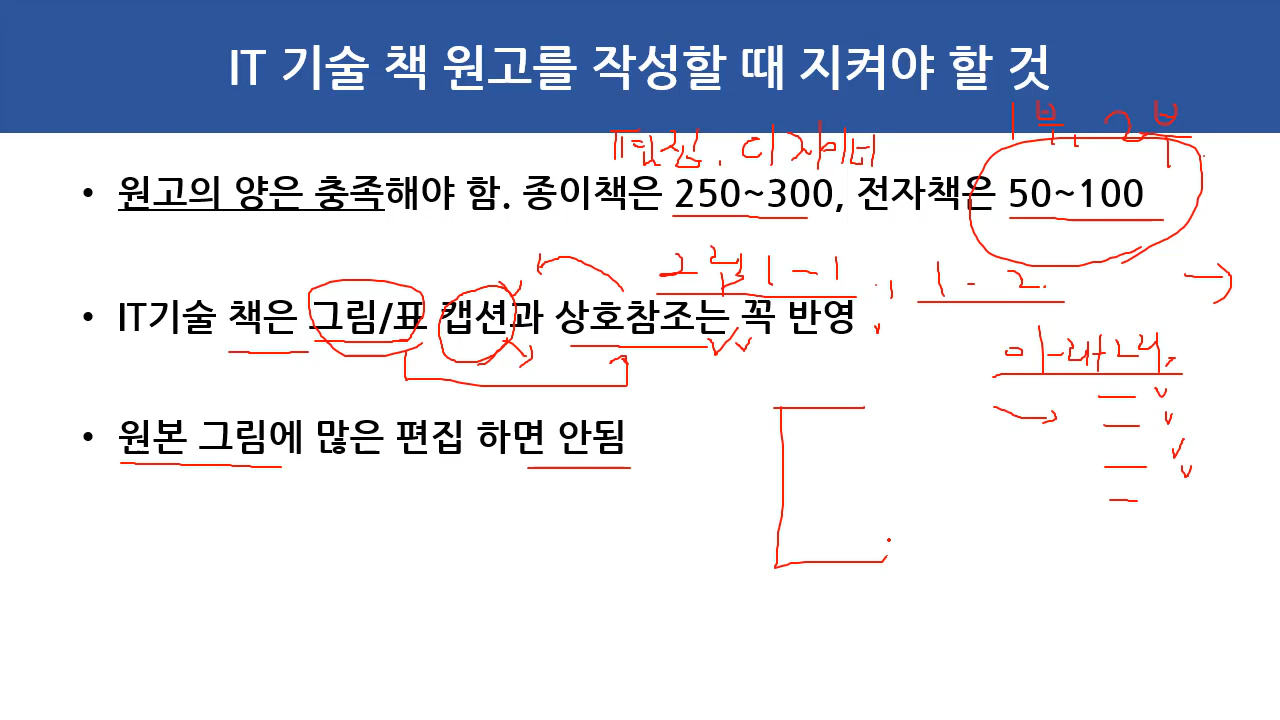 IT 기술 책 원고를 작성할 때 지켜야 할 것
1부, 2부
편집, 디자이너
• 원고의 양은 충족해야 함. 종이책은 250~300, 전자책은 50~100
그림 1-1, 1-2.
• IT기술 책은 그림/표 캡션과 상호참조는 꼭 반영
• 원본 그림에 많은 편집 하면 안됨